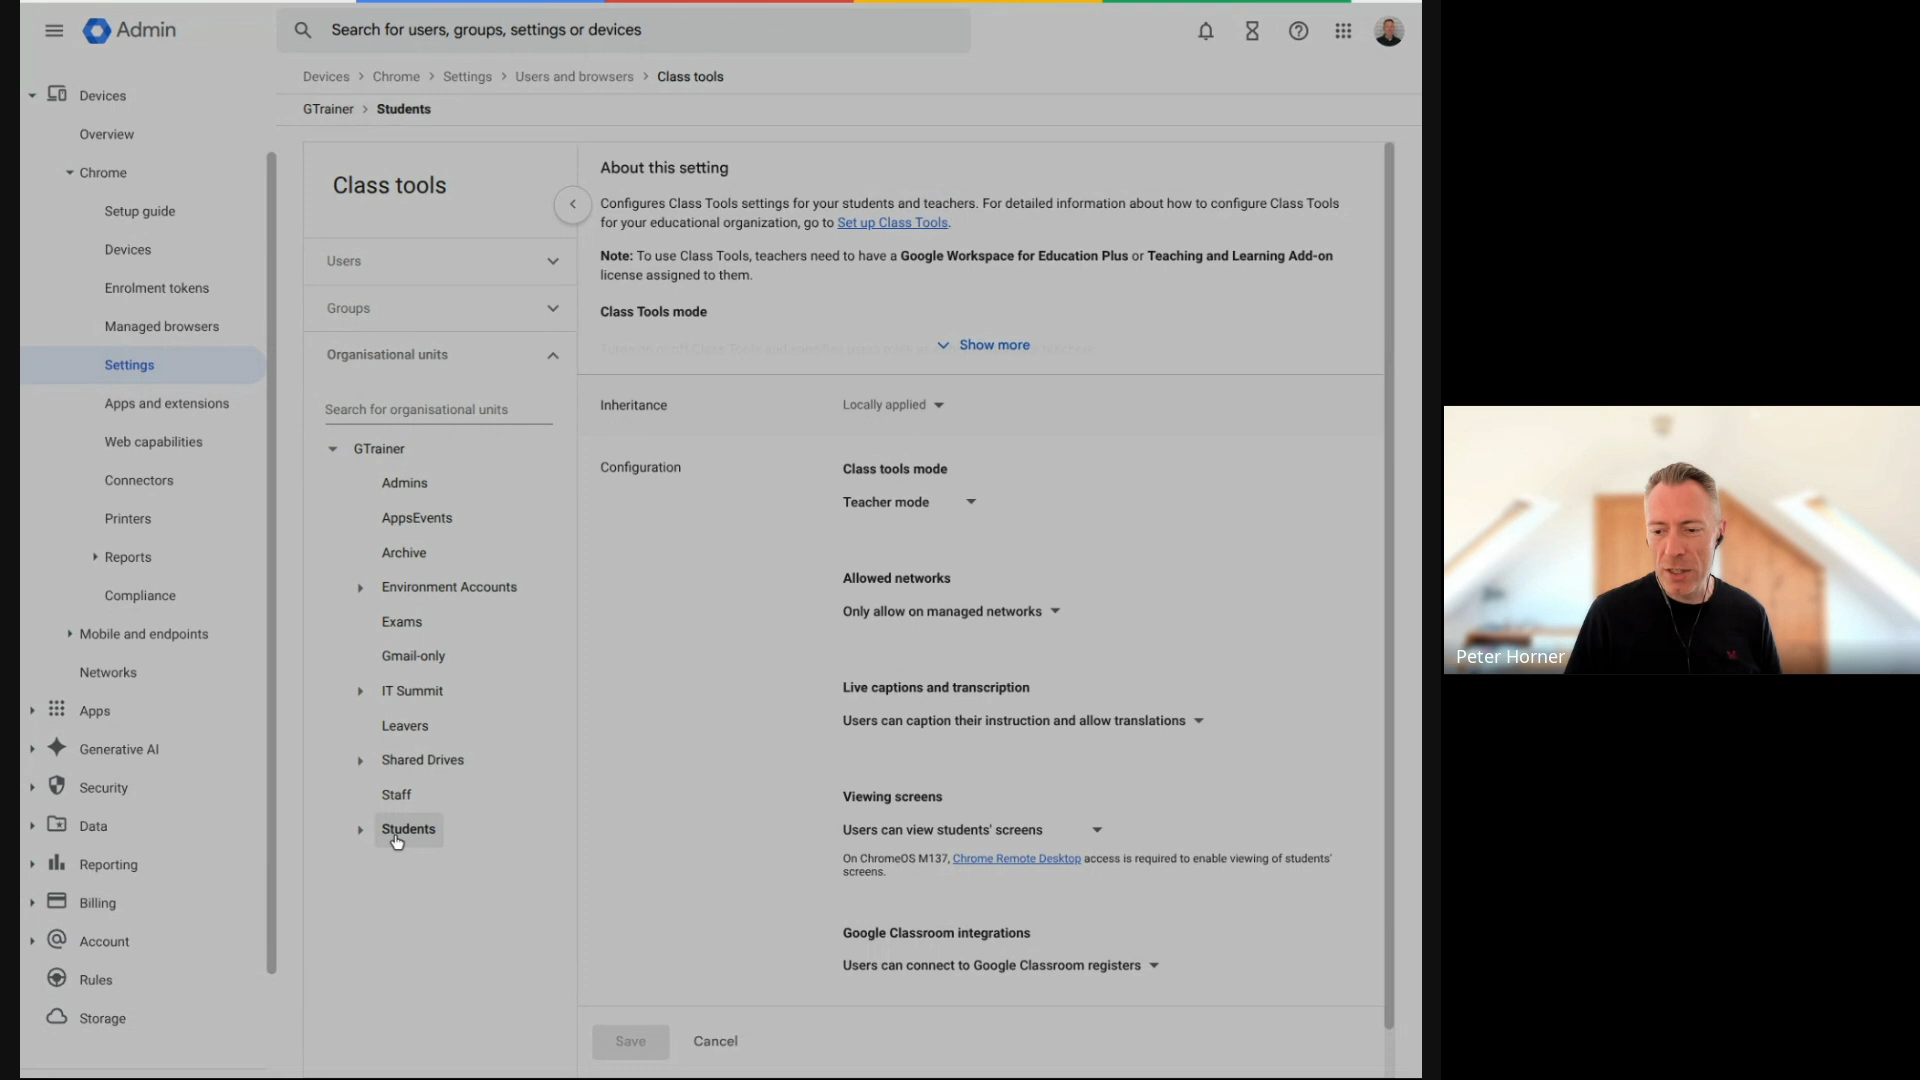 Admin
Search for users, groups, settings or devices
Devices
Overview
Chrome
Setup guide
Devices
Enrolment tokens
Managed browsers
Settings
Apps and extensions
Web capabilities
Connectors
Printers
Reports
Compliance
Mobile and endpoints
Networks
Apps
Generative AI
Security
Data
Reporting
Billing
Account
Rules
Storage
Devices > Chrome > Settings > Users and browsers > Class tools
GTrainer > Students
Class tools
Users
Groups
Organisational units
Search for organisational units
GTrainer
Admins
AppsEvents
Archive
Environment Accounts
Exams
Gmail-only
IT Summit
Leavers
Shared Drives
Staff
Students
About this setting
Configures Class Tools settings for your students and teachers. For detailed information about how to configure Class Tools
for your educational organization, go to Set up Class Tools.
Note: To use Class Tools, teachers need to have a Google Workspace for Education Plus or Teaching and Learning Add-on
license assigned to them.
Class Tools mode
Show more
Inheritance
Locally applied
Configuration
Class tools mode
Teacher mode
Allowed networks
Only allow on managed networks
Live captions and transcription
Users can caption their instruction and allow translations
Viewing screens
Users can view students' screens
On ChromeOS M137, Chrome Remote Desktop access is required to enable viewing of students'
screens.
Google Classroom integrations
Users can connect to Google Classroom registers
Save
Cancel
Peter Horner